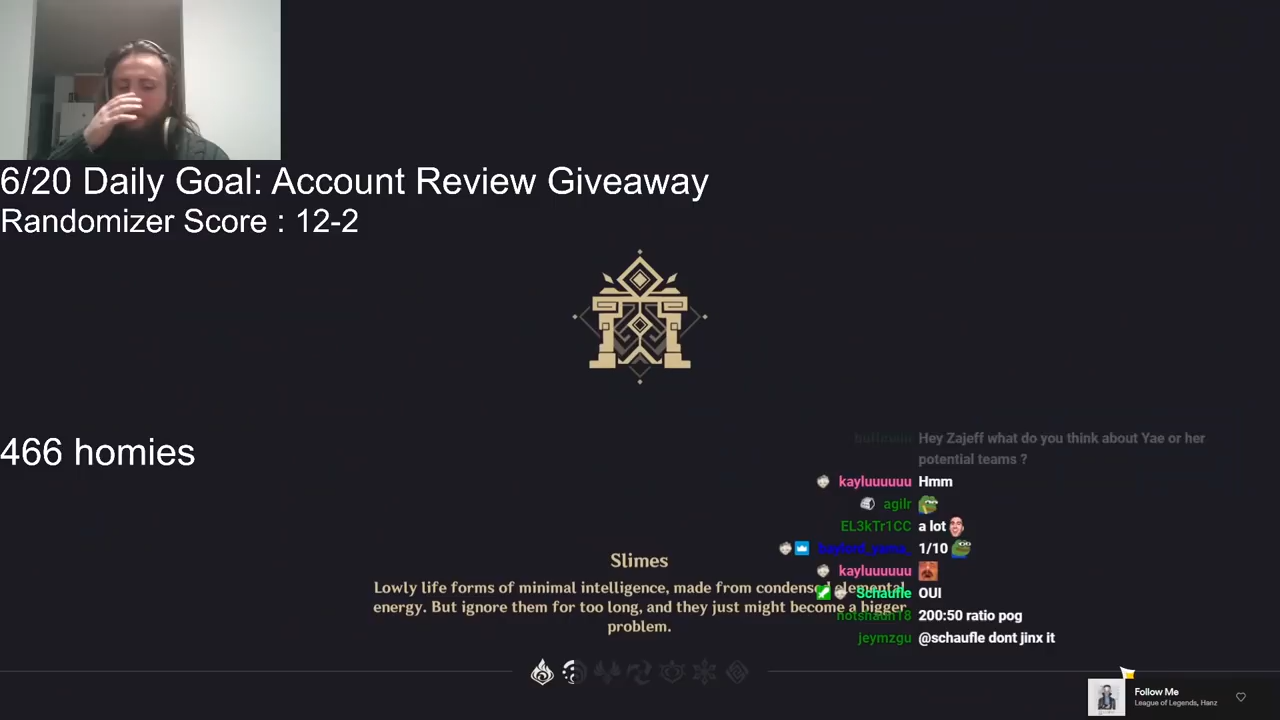 6/20 Daily Goal: Account Review Giveaway
Randomizer Score : 12-2
466 homies
Hey Zajeff what do you think about Yae or her
potential teams ?
kayluuuuuu Hmm
agilr
EL3kTr1CC a lot
1/10
kayluuuuuu
Schaufle OUI
notshaun18 200:50 ratio pog
jeymzgu @schaufle dont jinx it
Slimes
Lowly life forms of minimal intelligence, made from condensed elemental
energy. But ignore them for too long, and they just might become a bigger
problem.
Follow Me
League of Legends, Hanz